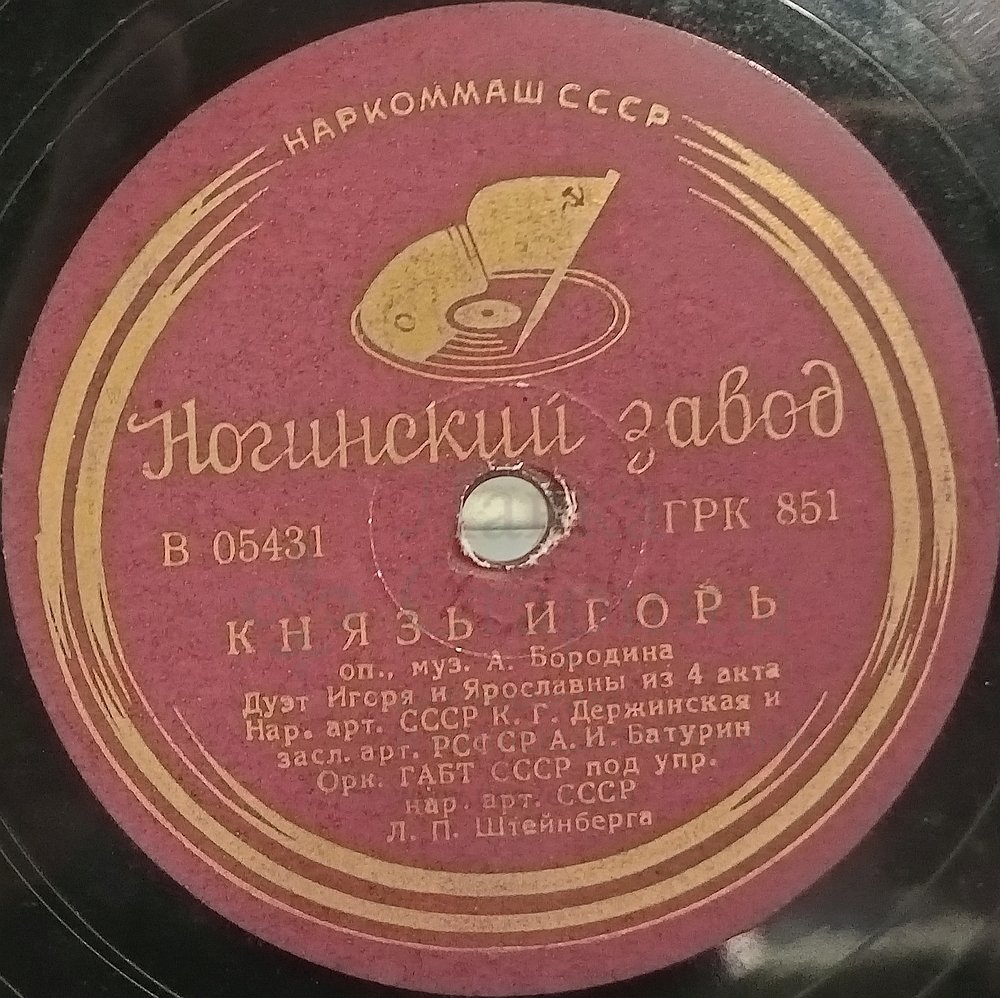 НАРКОММАШ СССР
Ногинский завод
В 05431
ГРК 851
КНЯЗЬ ИГОРЬ
оп., муз. А. Бородина
Дуэт Игоря и Ярославны из 4 акта
Нар. арт. СССР К. Г. Держинская и
засл. арт. РСФСР А. И. Батурин
Орк. ГАБТ СССР под упр.
нар. арт. СССР
Л. П. Штейнберга